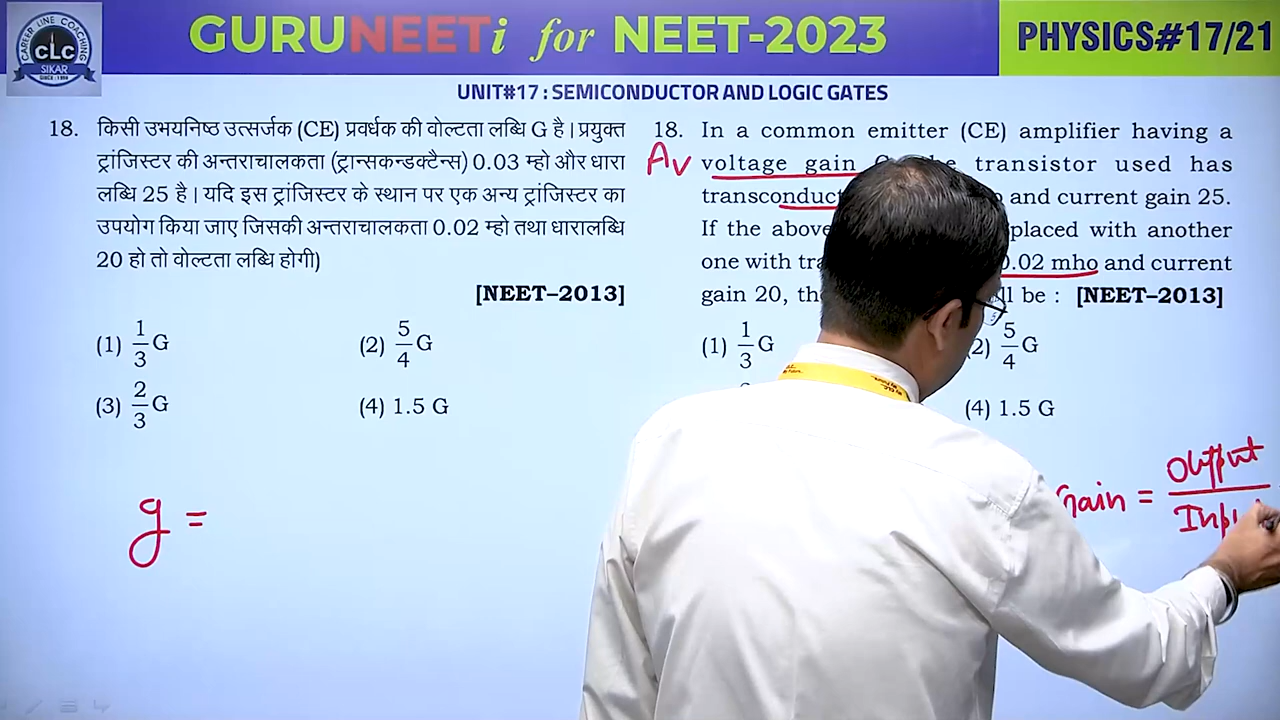 CAREER LINE COACHING
CLC
SIKAR
SINCE : 1996
GURUNEETi for NEET-2023
PHYSICS#17/21
UNIT#17 : SEMICONDUCTOR AND LOGIC GATES
18. किसी उभयनिष्ठ उत्सर्जक (CE) प्रवर्धक की वोल्टता लब्धि G है। प्रयुक्त
ट्रांजिस्टर की अन्तराचालकता (ट्रान्सकन्डक्टैन्स) 0.03 म्हो और धारा
लब्धि 25 है। यदि इस ट्रांजिस्टर के स्थान पर एक अन्य ट्रांजिस्टर का
उपयोग किया जाए जिसकी अन्तराचालकता 0.02 म्हो तथा धारालब्धि
20 हो तो वोल्टता लब्धि होगी)
[NEET–2013]
(1) 1/3 G (2) 5/4 G
(3) 2/3 G (4) 1.5 G
g =
18. In a common emitter (CE) amplifier having a
Av voltage gain the transistor used has
and current gain 25.
If the above placed with another
one with 0.02 mho and current
gain 20, be : [NEET–2013]
(1) 1/3 G (2) 5/4 G
(4) 1.5 G
Gain = Output